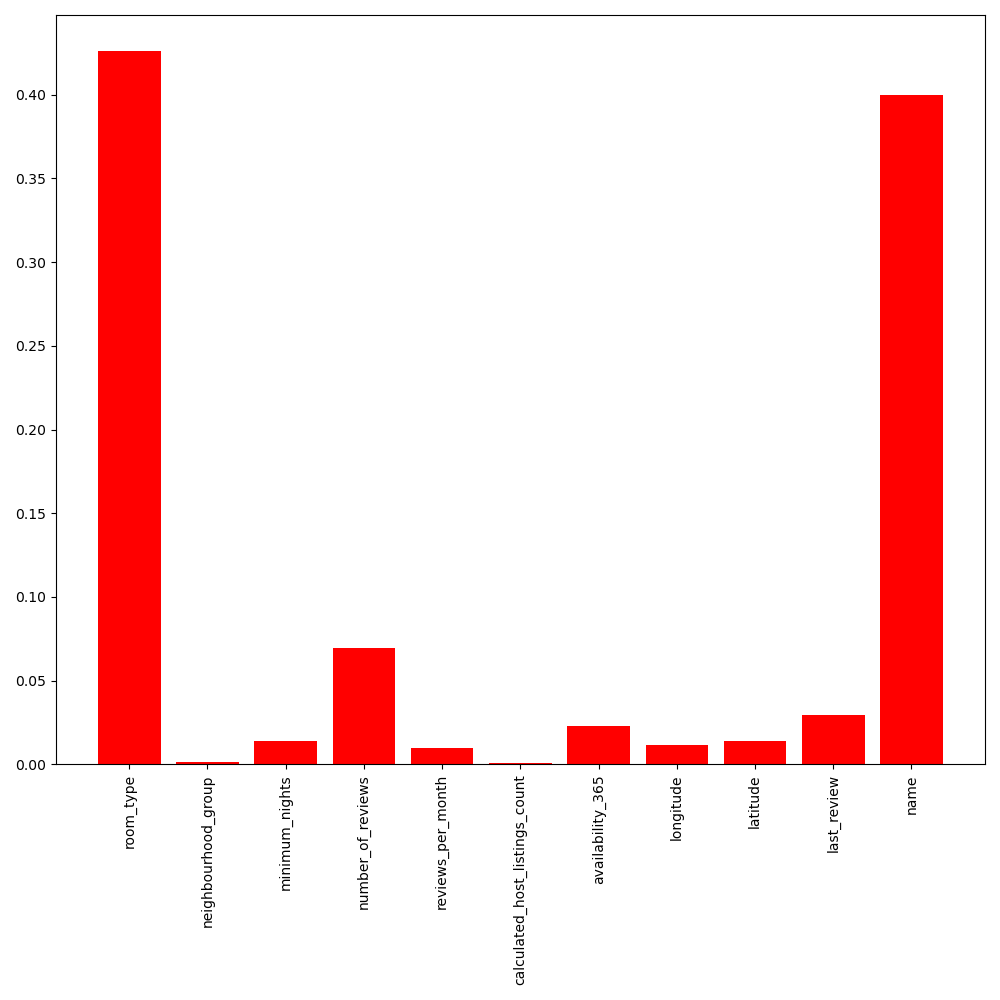 0.40
0.35
0.30
0.25
0.20
0.15
0.10
0.05
0.00
room_type
neighbourhood_group
minimum_nights
number_of_reviews
reviews_per_month
calculated_host_listings_count
availability_365
longitude
latitude
last_review
name